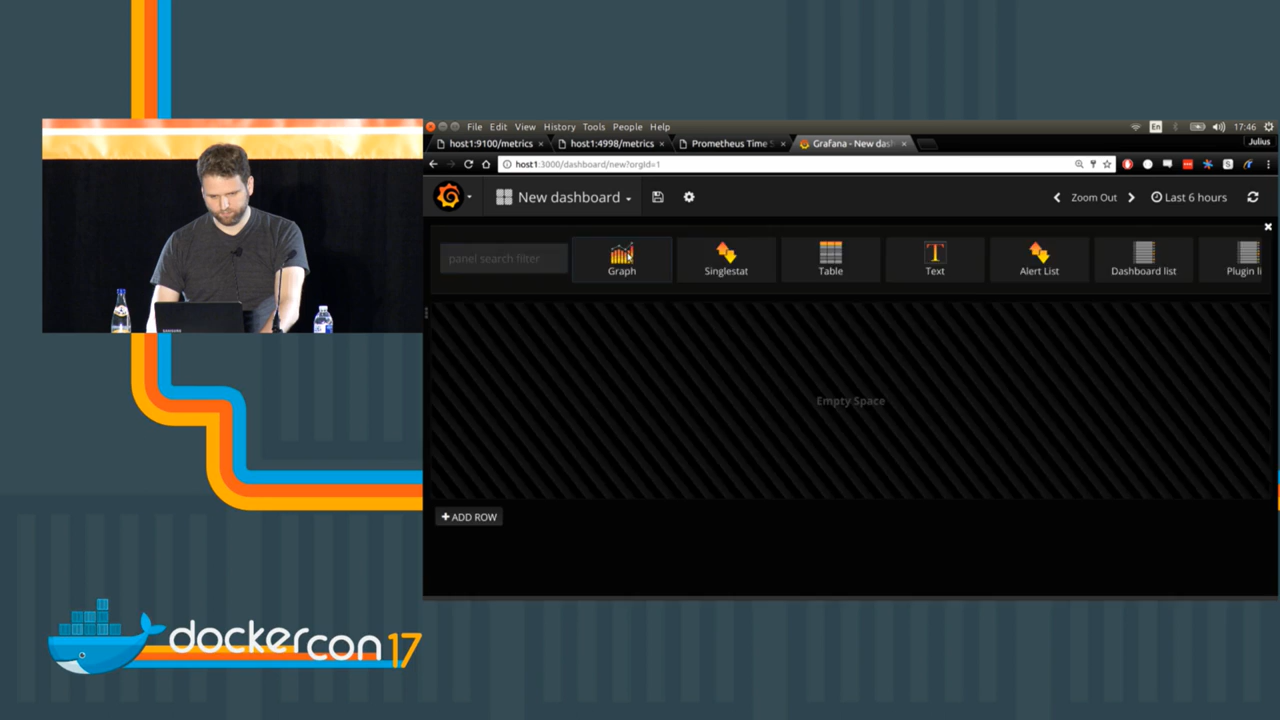 File Edit View History Tools People Help
En 17:46
host1:9100/metrics host1:4998/metrics Prometheus Time S Grafana - New dash Julius
host1:3000/dashboard/new?orgId=1
New dashboard Zoom Out Last 6 hours
panel search filter
Graph Singlestat Table Text Alert List Dashboard list Plugin li
Empty Space
+ ADD ROW
dockercon 17